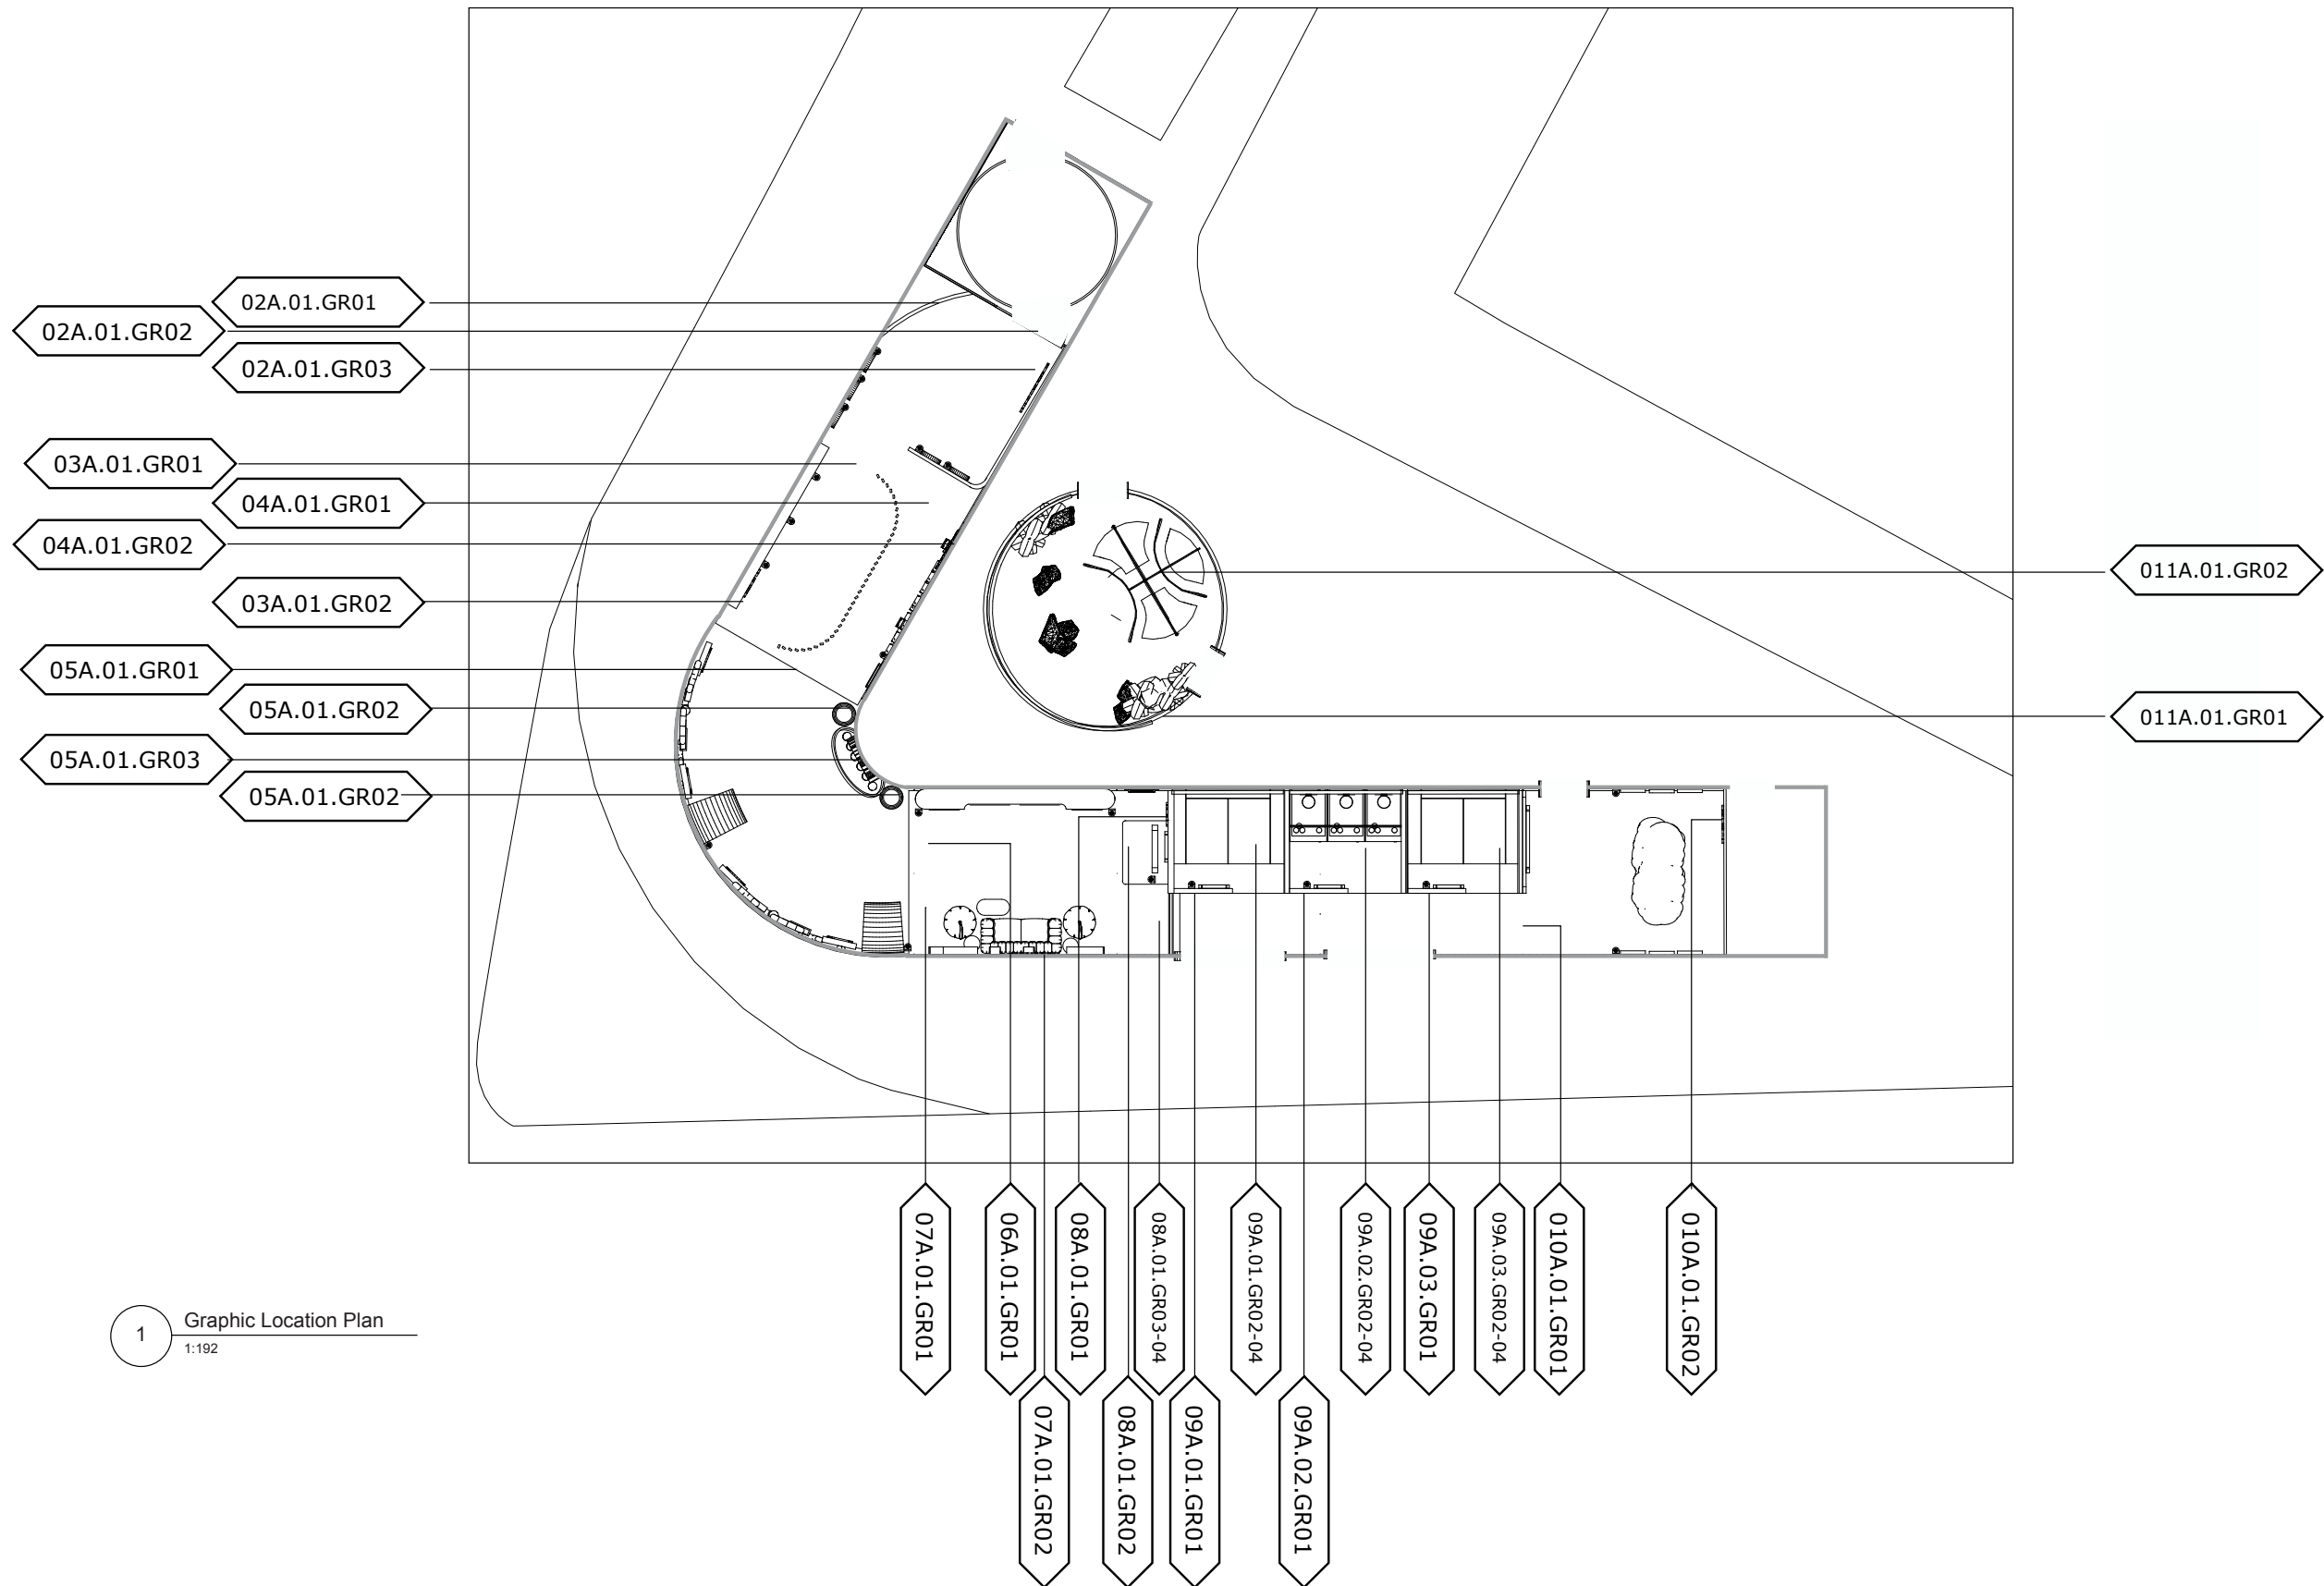 02A.01.GR01
02A.01.GR02
02A.01.GR03
03A.01.GR01
04A.01.GR01
04A.01.GR02
03A.01.GR02
05A.01.GR01
05A.01.GR02
05A.01.GR03
05A.01.GR02
011A.01.GR02
011A.01.GR01
07A.01.GR01
06A.01.GR01
08A.01.GR01
08A.01.GR03-04
09A.01.GR02-04
09A.02.GR02-04
09A.03.GR01
09A.03.GR02-04
010A.01.GR01
010A.01.GR02
07A.01.GR02
08A.01.GR02
09A.01.GR01
09A.02.GR01
1
Graphic Location Plan
1:192